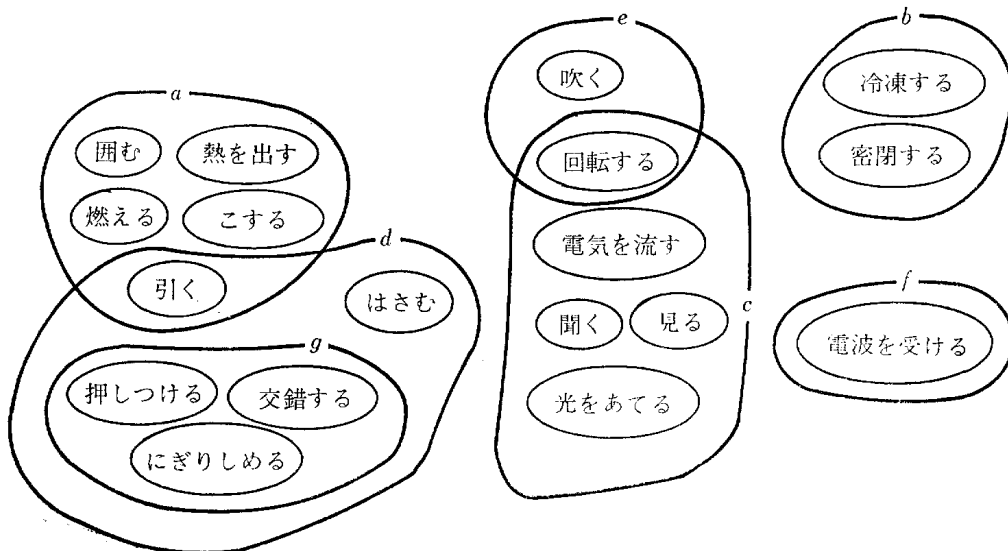 a
囲む
熱を出す
燃える
こする
引く
d
はさむ
g
押しつける
交錯する
にぎりしめる
e
吹く
回転する
電気を流す
聞く
見る
c
光をあてる
b
冷凍する
密閉する
f
電波を受ける